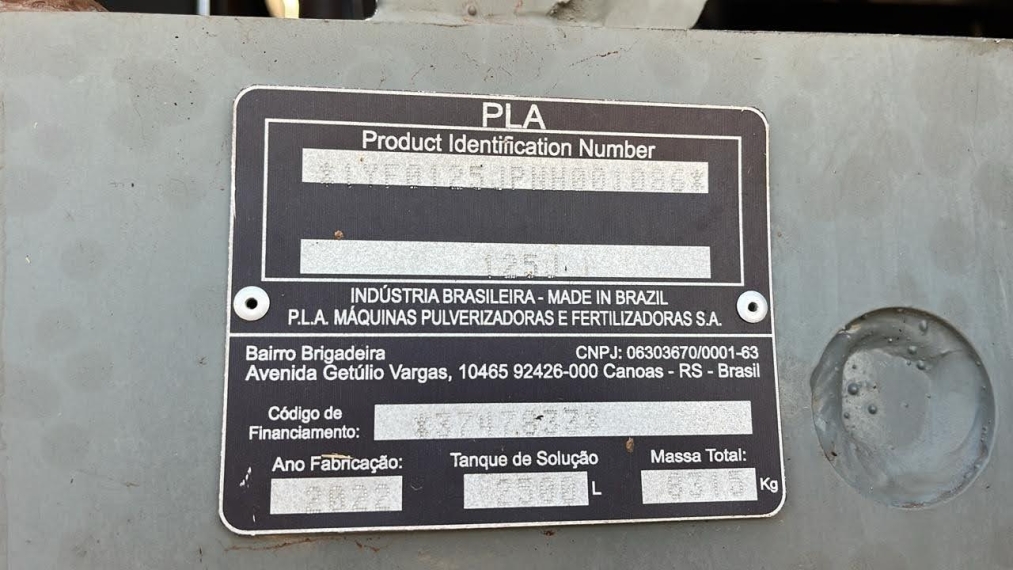 PLA
Product Identification Number
125J
INDÚSTRIA BRASILEIRA - MADE IN BRAZIL
P.L.A. MÁQUINAS PULVERIZADORAS E FERTILIZADORAS S.A.
Bairro Brigadeira CNPJ: 06303670/0001-63
Avenida Getúlio Vargas, 10465 92426-000 Canoas - RS - Brasil
Código de
Financiamento:
Ano Fabricação: Tanque de Solução Massa Total:
2022 2500 L Kg